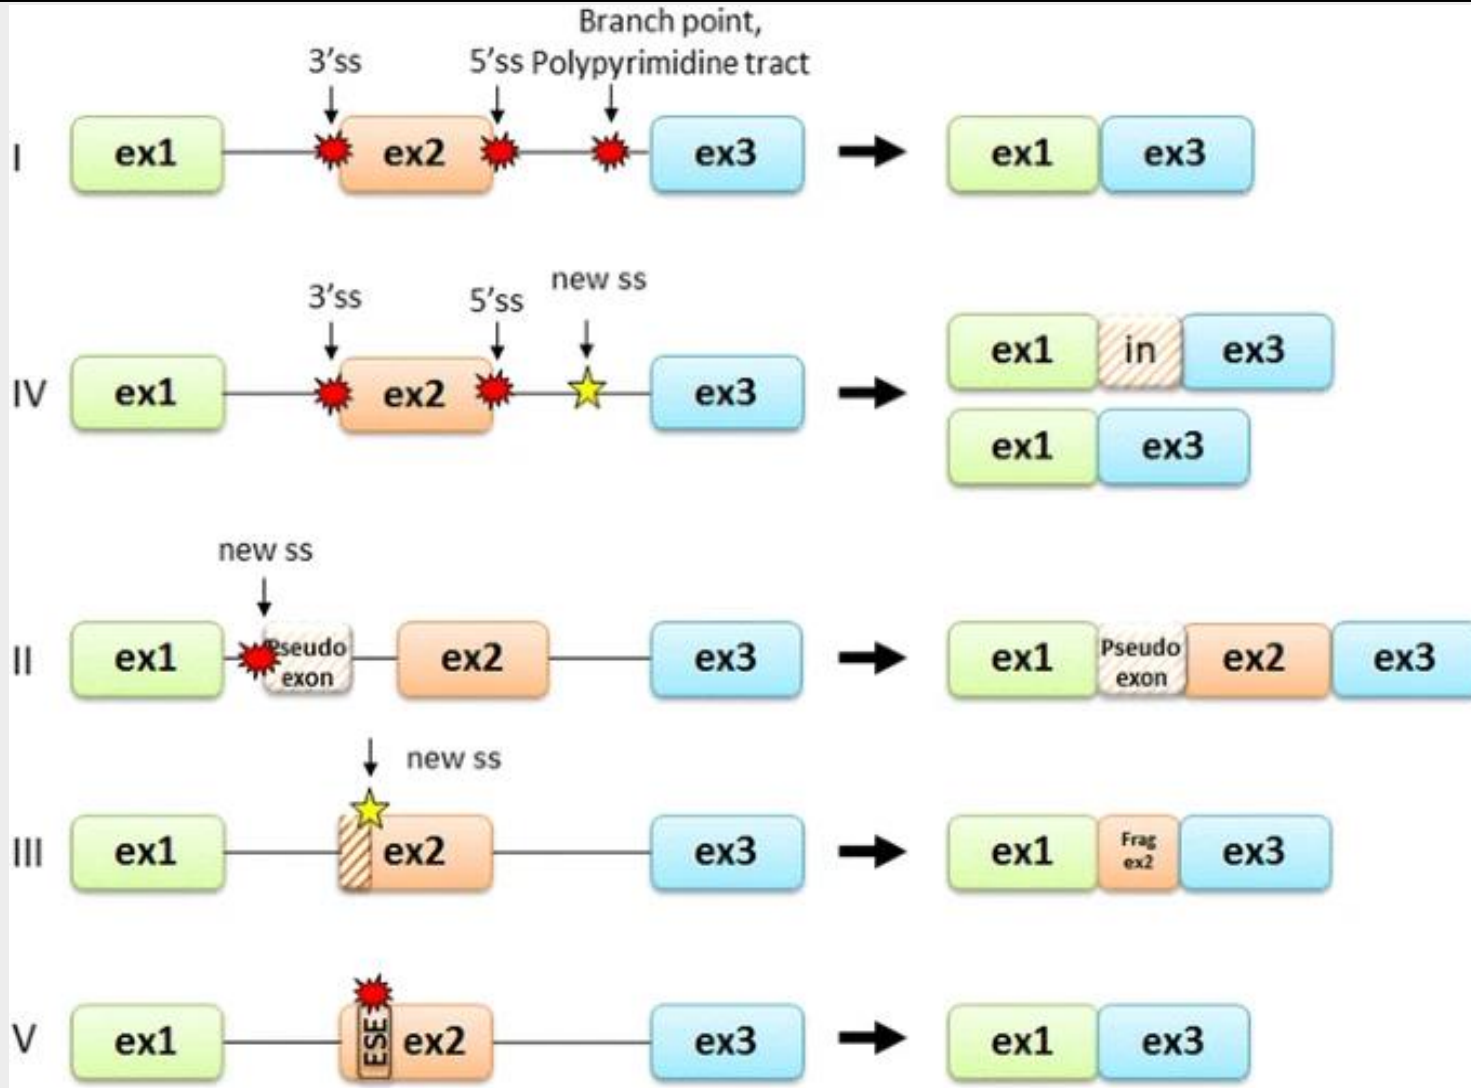 Branch point,
3’ss 5’ss Polypyrimidine tract
I ex1 ex2 ex3 ex1 ex3
new ss
3’ss 5’ss
ex1 in ex3
IV ex1 ex2 ex3
ex1 ex3
new ss
II ex1 Pseudo exon ex2 ex3 ex1 Pseudo exon ex2 ex3
new ss
III ex1 ex2 ex3 ex1 Frag ex2 ex3
V ex1 ESE ex2 ex3 ex1 ex3